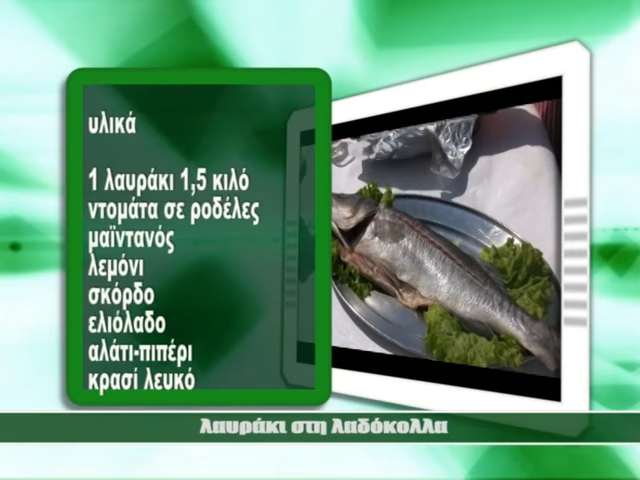 υλικά
1 λαυράκι 1,5 κιλό
ντομάτα σε ροδέλες
μαϊντανός
λεμόνι
σκόρδο
ελιόλαδο
αλάτι-πιπέρι
κρασί λευκό
λαυράκι στη λαδόκολλα